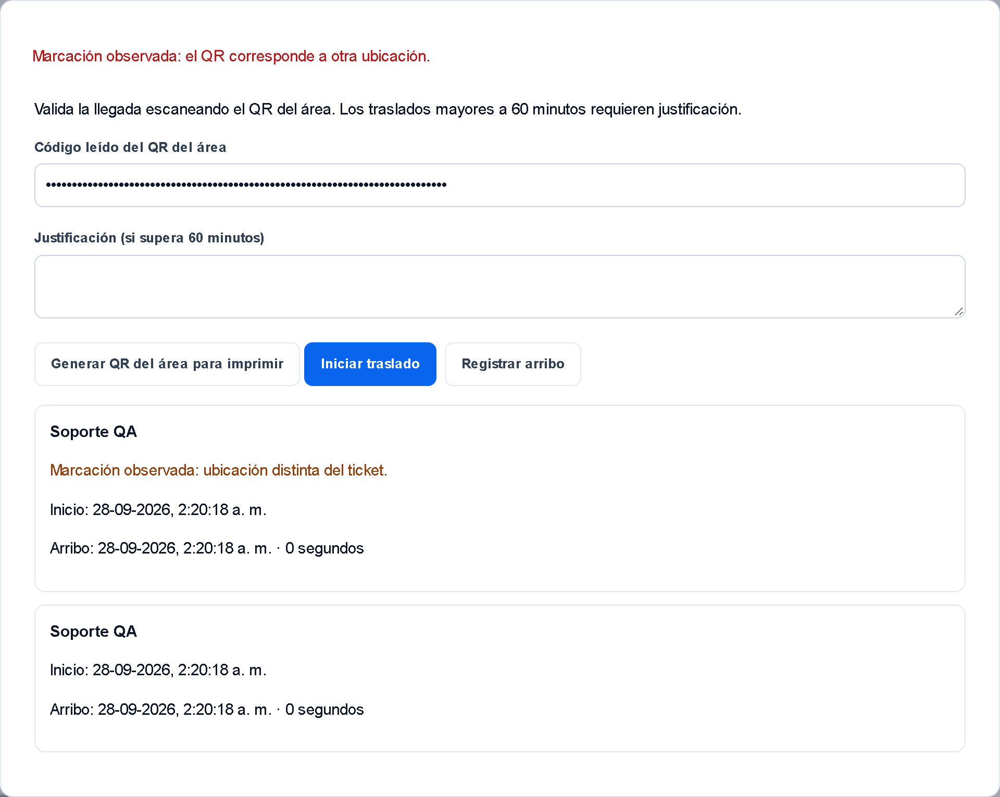 Marcación observada: el QR corresponde a otra ubicación.
Valida la llegada escaneando el QR del área. Los traslados mayores a 60 minutos requieren justificación.
Código leído del QR del área
Justificación (si supera 60 minutos)
Generar QR del área para imprimir
Iniciar traslado
Registrar arribo
Soporte QA
Marcación observada: ubicación distinta del ticket.
Inicio: 28-09-2026, 2:20:18 a. m.
Arribo: 28-09-2026, 2:20:18 a. m. · 0 segundos
Soporte QA
Inicio: 28-09-2026, 2:20:18 a. m.
Arribo: 28-09-2026, 2:20:18 a. m. · 0 segundos